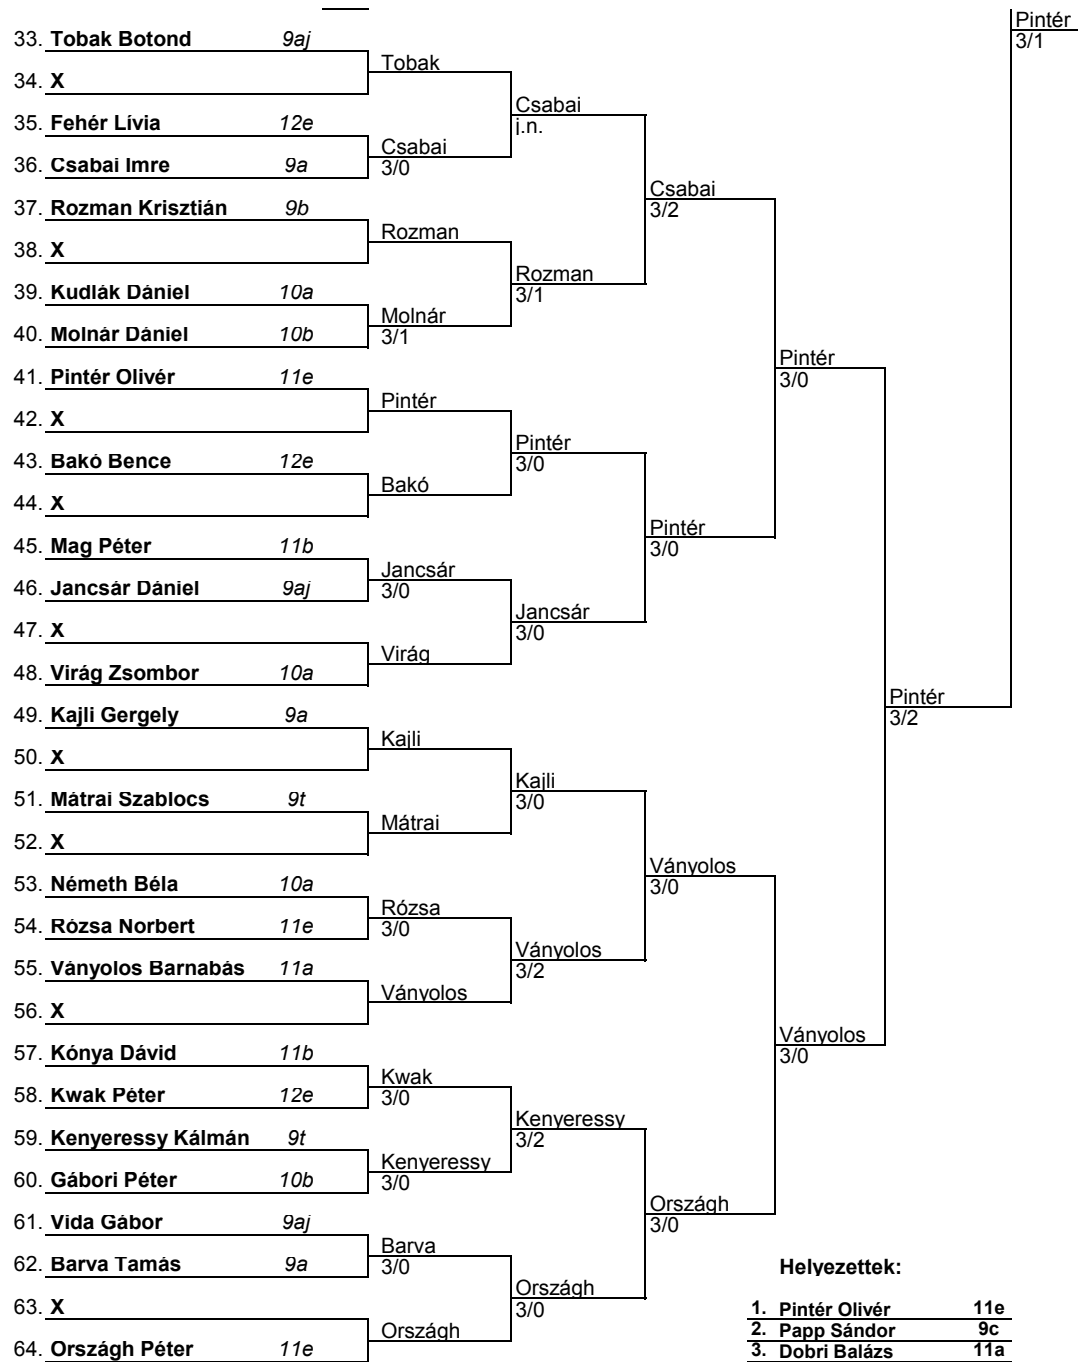 33. Tobak Botond 9aj
34. X
35. Fehér Lívia 12e
36. Csabai Imre 9a
37. Rozman Krisztián 9b
38. X
39. Kudlák Dániel 10a
40. Molnár Dániel 10b
41. Pintér Olivér 11e
42. X
43. Bakó Bence 12e
44. X
45. Mag Péter 11b
46. Jancsár Dániel 9aj
47. X
48. Virág Zsombor 10a
49. Kajli Gergely 9a
50. X
51. Mátrai Szablocs 9t
52. X
53. Németh Béla 10a
54. Rózsa Norbert 11e
55. Ványolos Barnabás 11a
56. X
57. Kónya Dávid 11b
58. Kwak Péter 12e
59. Kenyeressy Kálmán 9t
60. Gábori Péter 10b
61. Vida Gábor 9aj
62. Barva Tamás 9a
63. X
64. Országh Péter 11e
Tobak
Csabai
3/0
Rozman
Molnár
3/1
Pintér
Bakó
Jancsár
3/0
Virág
Kajli
Mátrai
Rózsa
3/0
Ványolos
Kwak
3/0
Kenyeressy
3/0
Barva
3/0
Országh
Csabai
j.n.
Rozman
3/1
Pintér
3/0
Jancsár
3/0
Kajli
3/0
Ványolos
3/2
Kenyeressy
3/2
Országh
3/0
Csabai
3/2
Pintér
3/0
Ványolos
3/0
Országh
3/0
Pintér
3/0
Ványolos
3/0
Pintér
3/2
Pintér
3/1
Helyezettek:
1. Pintér Olivér 11e
2. Papp Sándor 9c
3. Dobri Balázs 11a